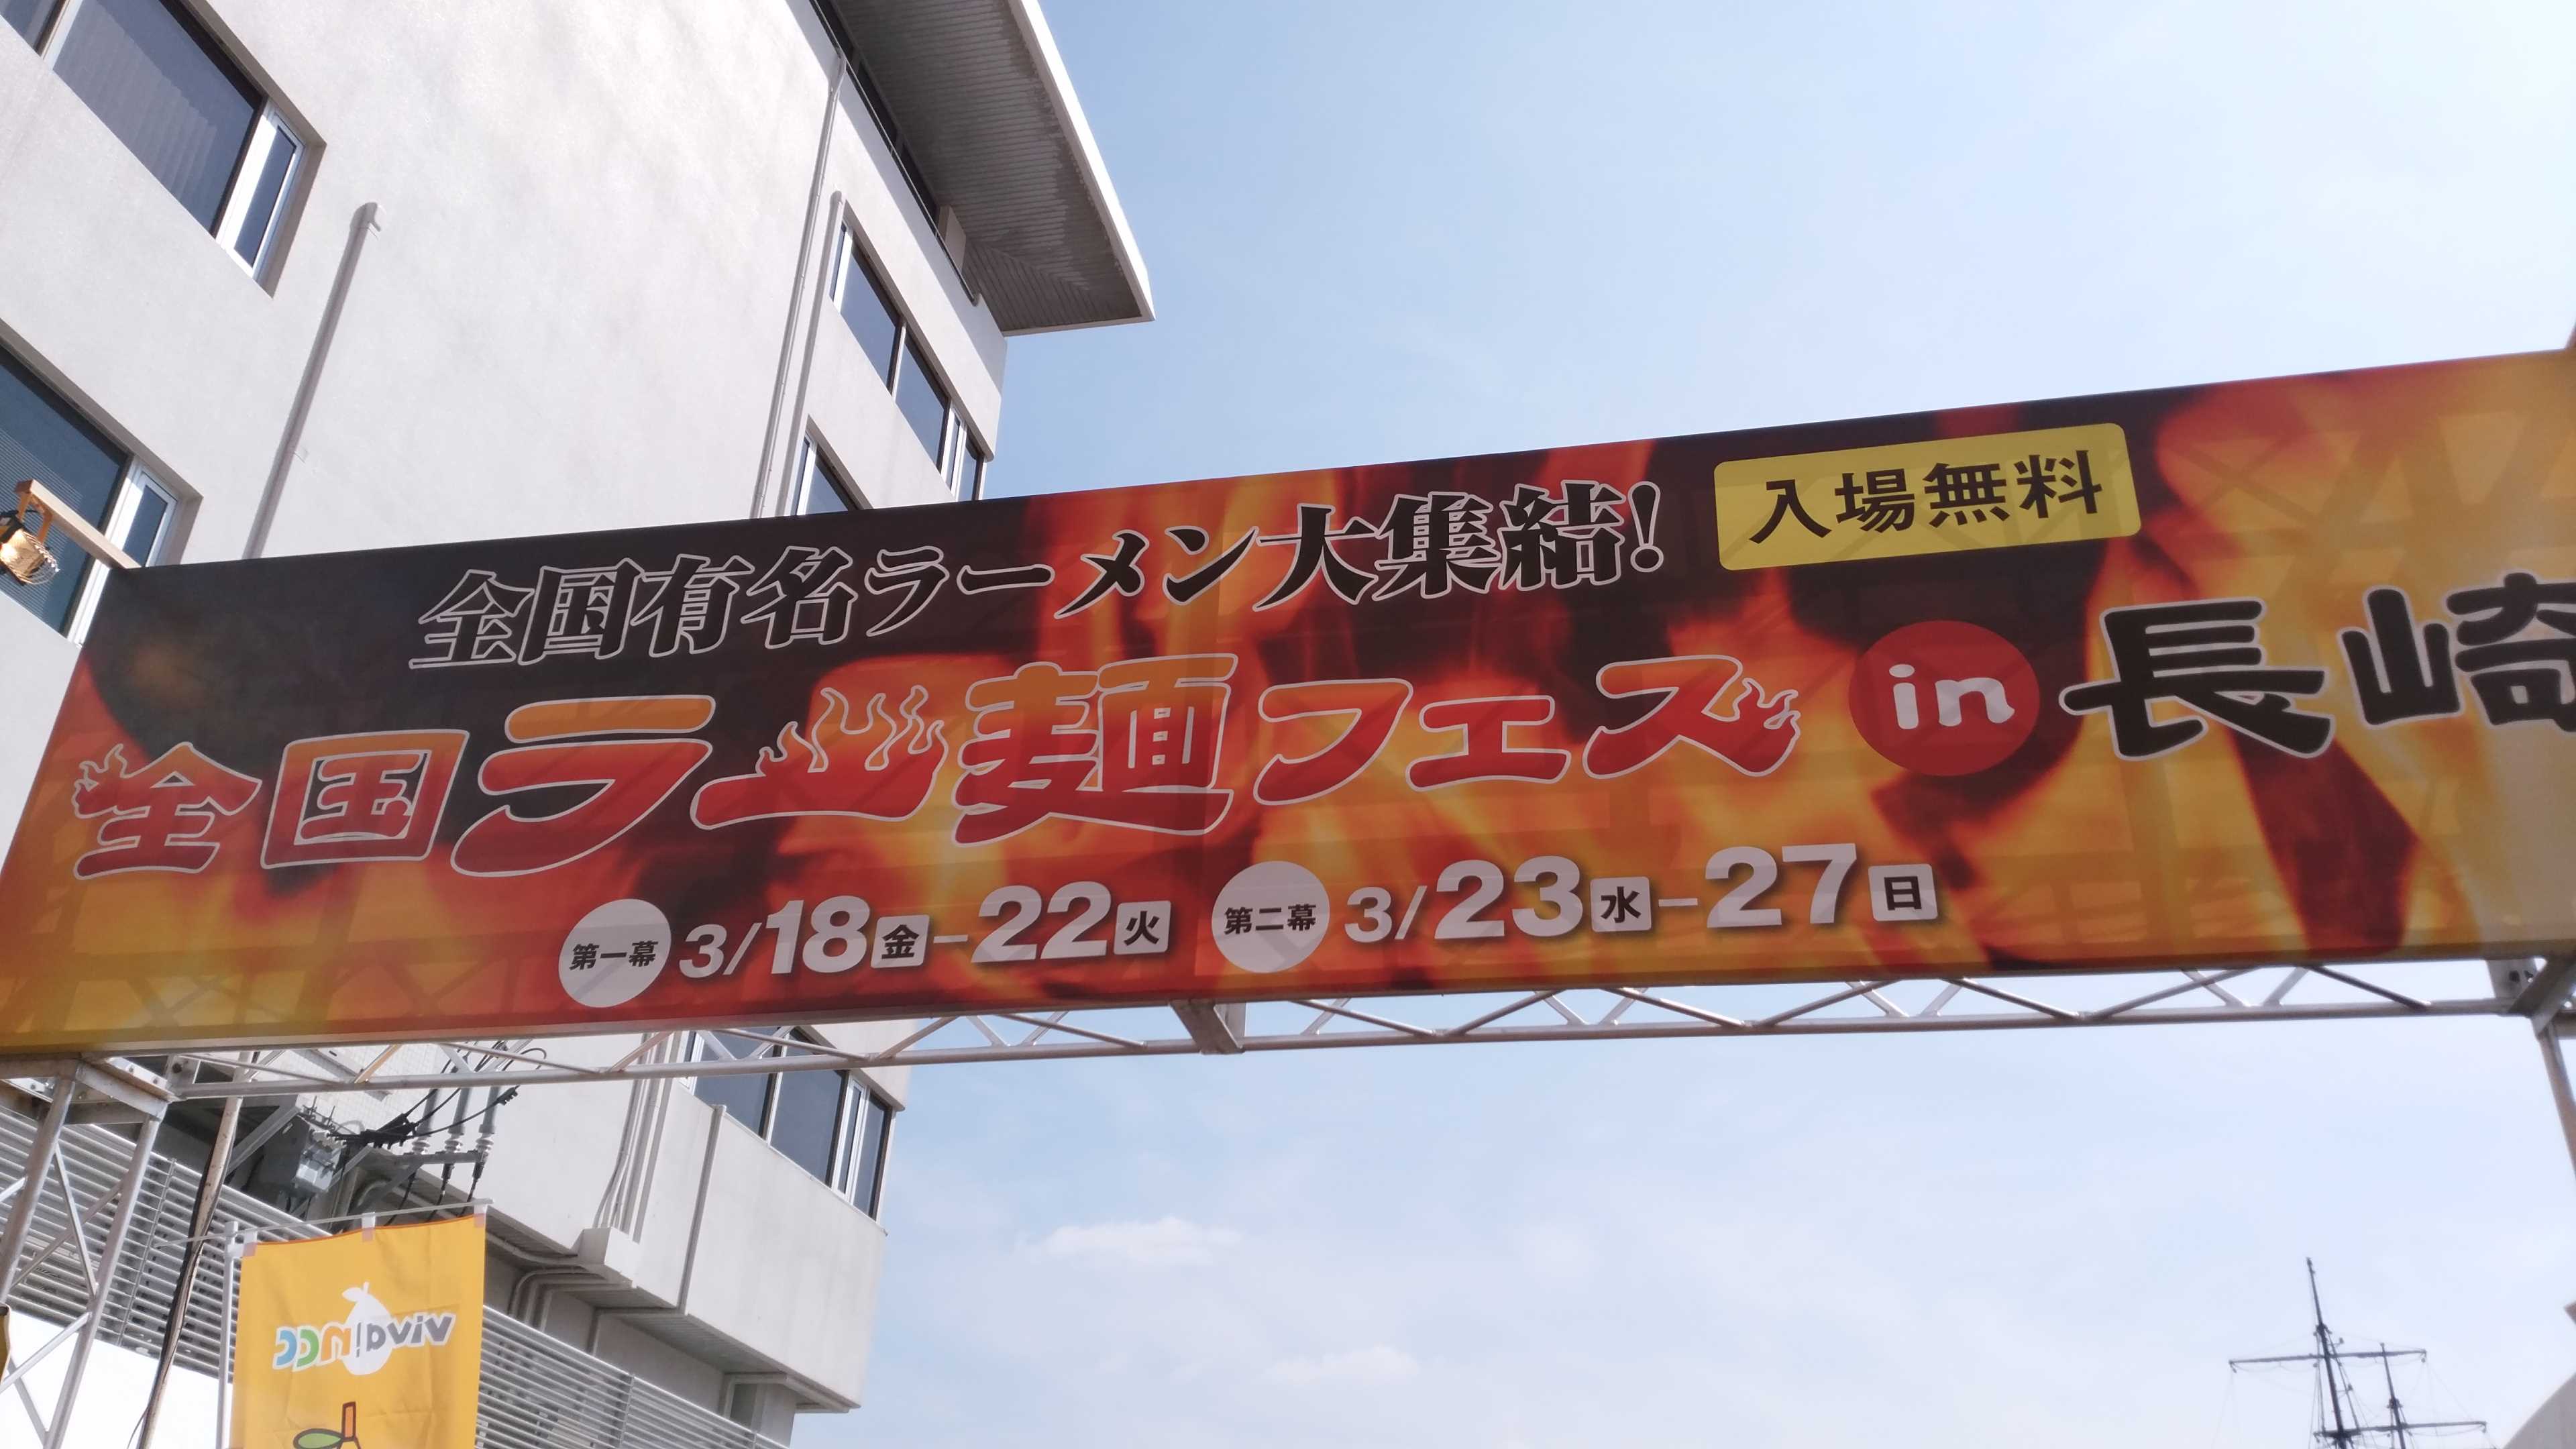 全国有名ラーメン大集結!
入場無料
全国ラー麺フェス in 長崎
第一幕 3/18金-22火 第二幕 3/23水-27日
viva!ncc